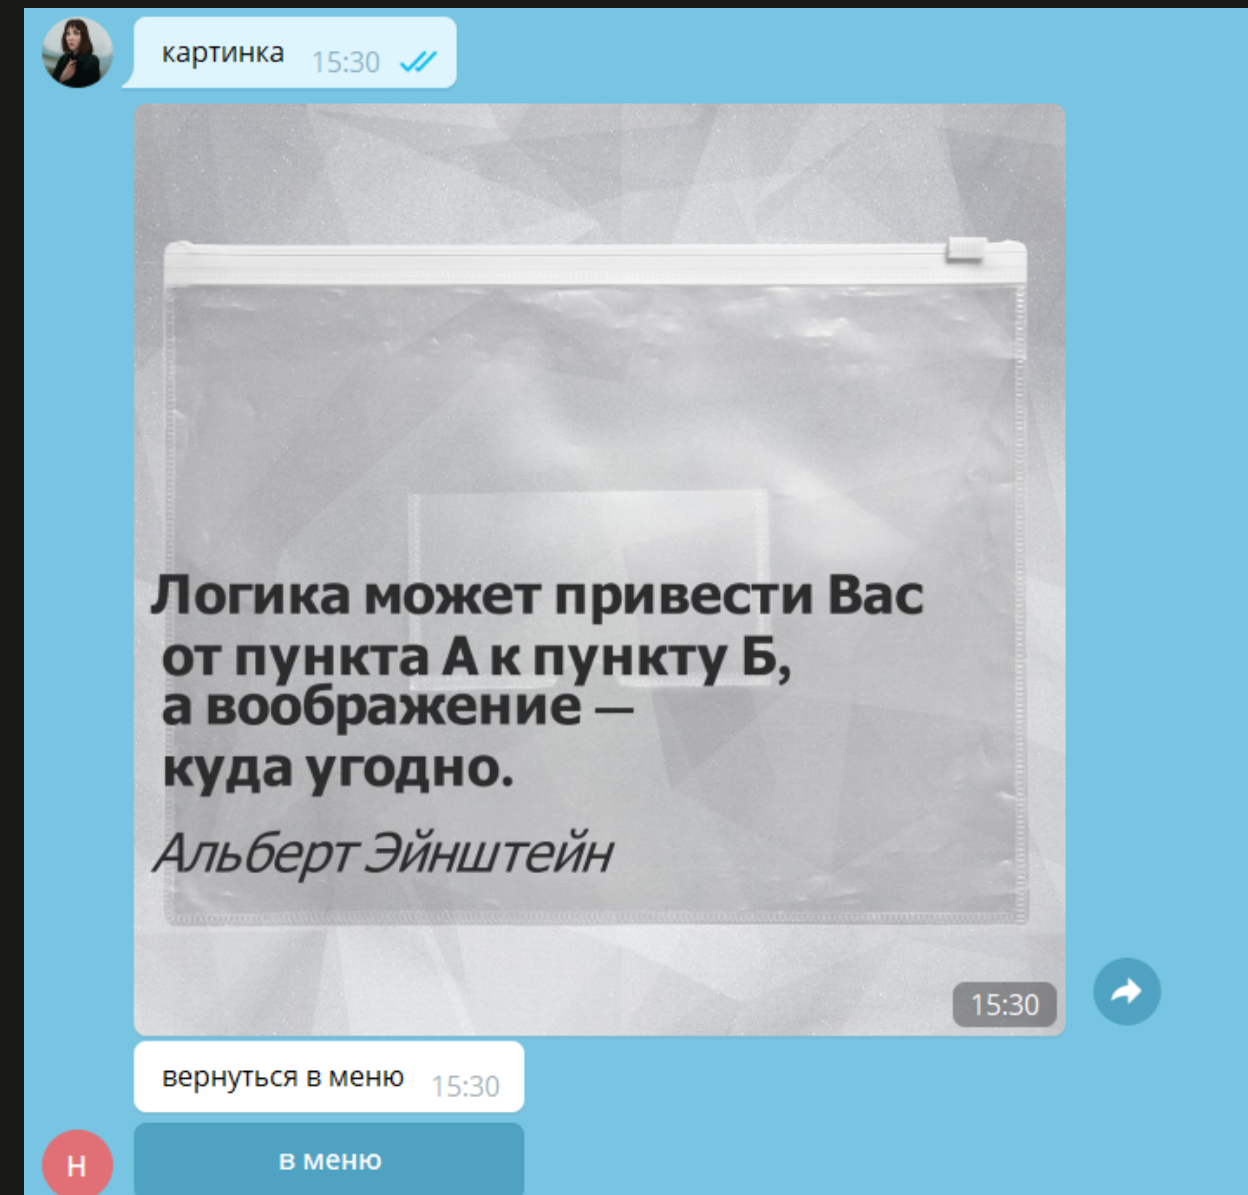 картинка 15:30
Логика может привести Вас
от пункта А к пункту Б,
а воображение —
куда угодно.
Альберт Эйнштейн
15:30
вернуться в меню 15:30
Н
в меню